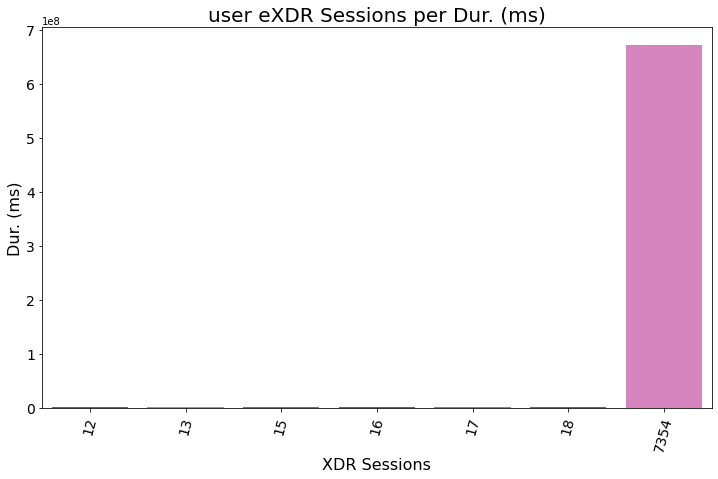 user eXDR Sessions per Dur. (ms)
1e8
7
6
5
4
3
2
1
0
Dur. (ms)
12 13 15 16 17 18 7354
XDR Sessions